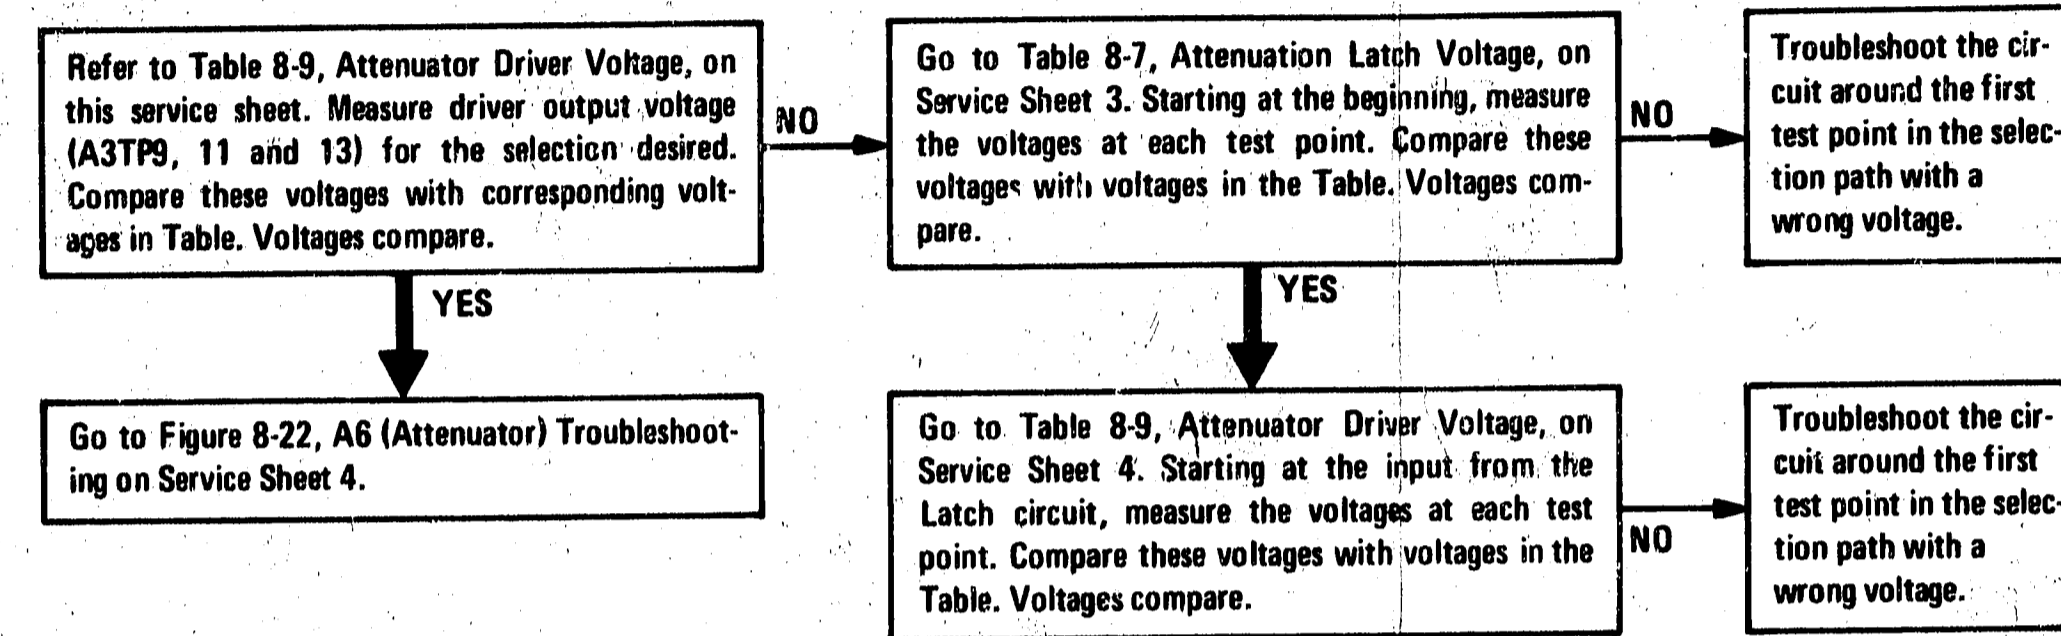 Refer to Table 8-9, Attenuator Driver Voltage, on
this service sheet. Measure driver output voltage
(A3TP9, 11 and 13) for the selection desired.
Compare these voltages with corresponding volt-
ages in Table. Voltages compare.
NO
Go to Table 8-7, Attenuation Latch Voltage, on
Service Sheet 3. Starting at the beginning, measure
the voltages at each test point. Compare these
voltages with voltages in the Table. Voltages com-
pare.
NO
Troubleshoot the cir-
cuit around the first
test point in the selec-
tion path with a
wrong voltage.
YES
YES
Go to Figure 8-22, A6 (Attenuator) Troubleshoot-
ing on Service Sheet 4.
Go to Table 8-9, Attenuator Driver Voltage, on
Service Sheet 4. Starting at the input from the
Latch circuit, measure the voltages at each test
point. Compare these voltages with voltages in the
Table. Voltages compare.
NO
Troubleshoot the cir-
cuit around the first
test point in the selec-
tion path with a
wrong voltage.